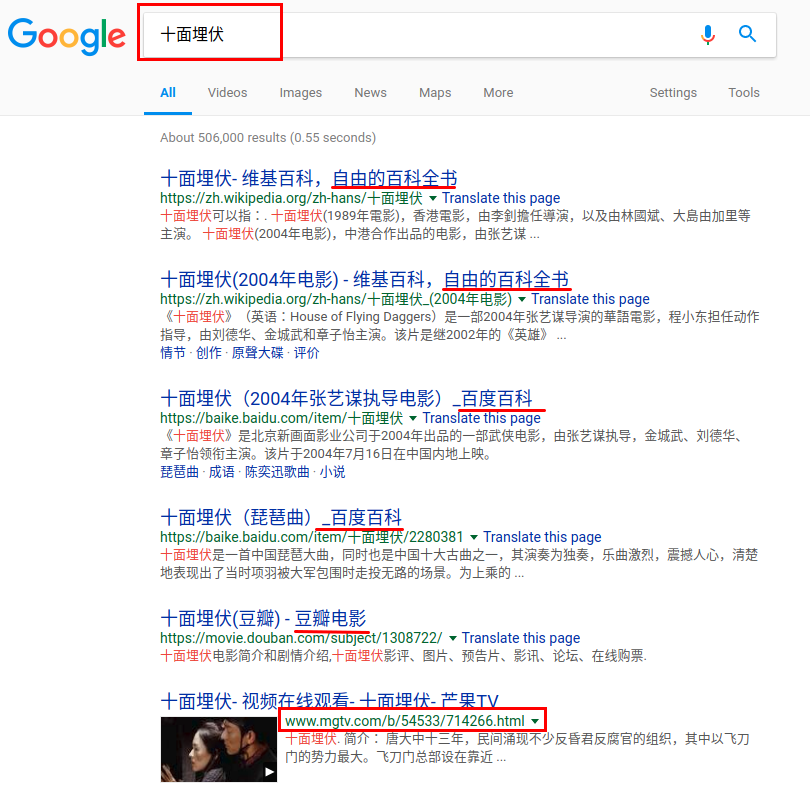 Google
十面埋伏
All Videos Images News Maps More Settings Tools
About 506,000 results (0.55 seconds)
十面埋伏- 维基百科，自由的百科全书
https://zh.wikipedia.org/zh-hans/十面埋伏 ▼ Translate this page
十面埋伏可以指：. 十面埋伏(1989年電影)，香港電影，由李釗擔任導演，以及由林國斌、大島由加里等
主演。 十面埋伏(2004年电影)，中港合作出品的电影，由张艺谋 ...
十面埋伏(2004年电影) - 维基百科，自由的百科全书
https://zh.wikipedia.org/zh-hans/十面埋伏_(2004年电影) ▼ Translate this page
《十面埋伏》（英语：House of Flying Daggers）是一部2004年张艺谋导演的華語電影，程小东担任动作
指导，由刘德华、金城武和章子怡主演。该片是继2002年的《英雄》 ...
情节 · 创作 · 原聲大碟 · 评价
十面埋伏（2004年张艺谋执导电影）_百度百科
https://baike.baidu.com/item/十面埋伏 ▼ Translate this page
《十面埋伏》是北京新画面影业公司于2004年出品的一部武侠电影，由张艺谋执导，金城武、刘德华、
章子怡领衔主演。该片于2004年7月16日在中国内地上映。
琵琶曲 · 成语 · 陈奕迅歌曲 · 小说
十面埋伏（琵琶曲）_百度百科
https://baike.baidu.com/item/十面埋伏/2280381 ▼ Translate this page
十面埋伏是一首中国琵琶大曲，同时也是中国十大古曲之一，其演奏为独奏，乐曲激烈，震撼人心，清楚
地表现出了当时项羽被大军包围时走投无路的场景。为上乘的 ...
十面埋伏(豆瓣) - 豆瓣电影
https://movie.douban.com/subject/1308722/ ▼ Translate this page
十面埋伏电影简介和剧情介绍,十面埋伏影评、图片、预告片、影讯、论坛、在线购票.
十面埋伏- 视频在线观看- 十面埋伏- 芒果TV
www.mgtv.com/b/54533/714266.html ▼
十面埋伏. 简介： 唐大中十三年，民间涌现不少反昏君反腐官的组织，其中以飞刀
门的势力最大。飞刀门总部设在靠近 ...